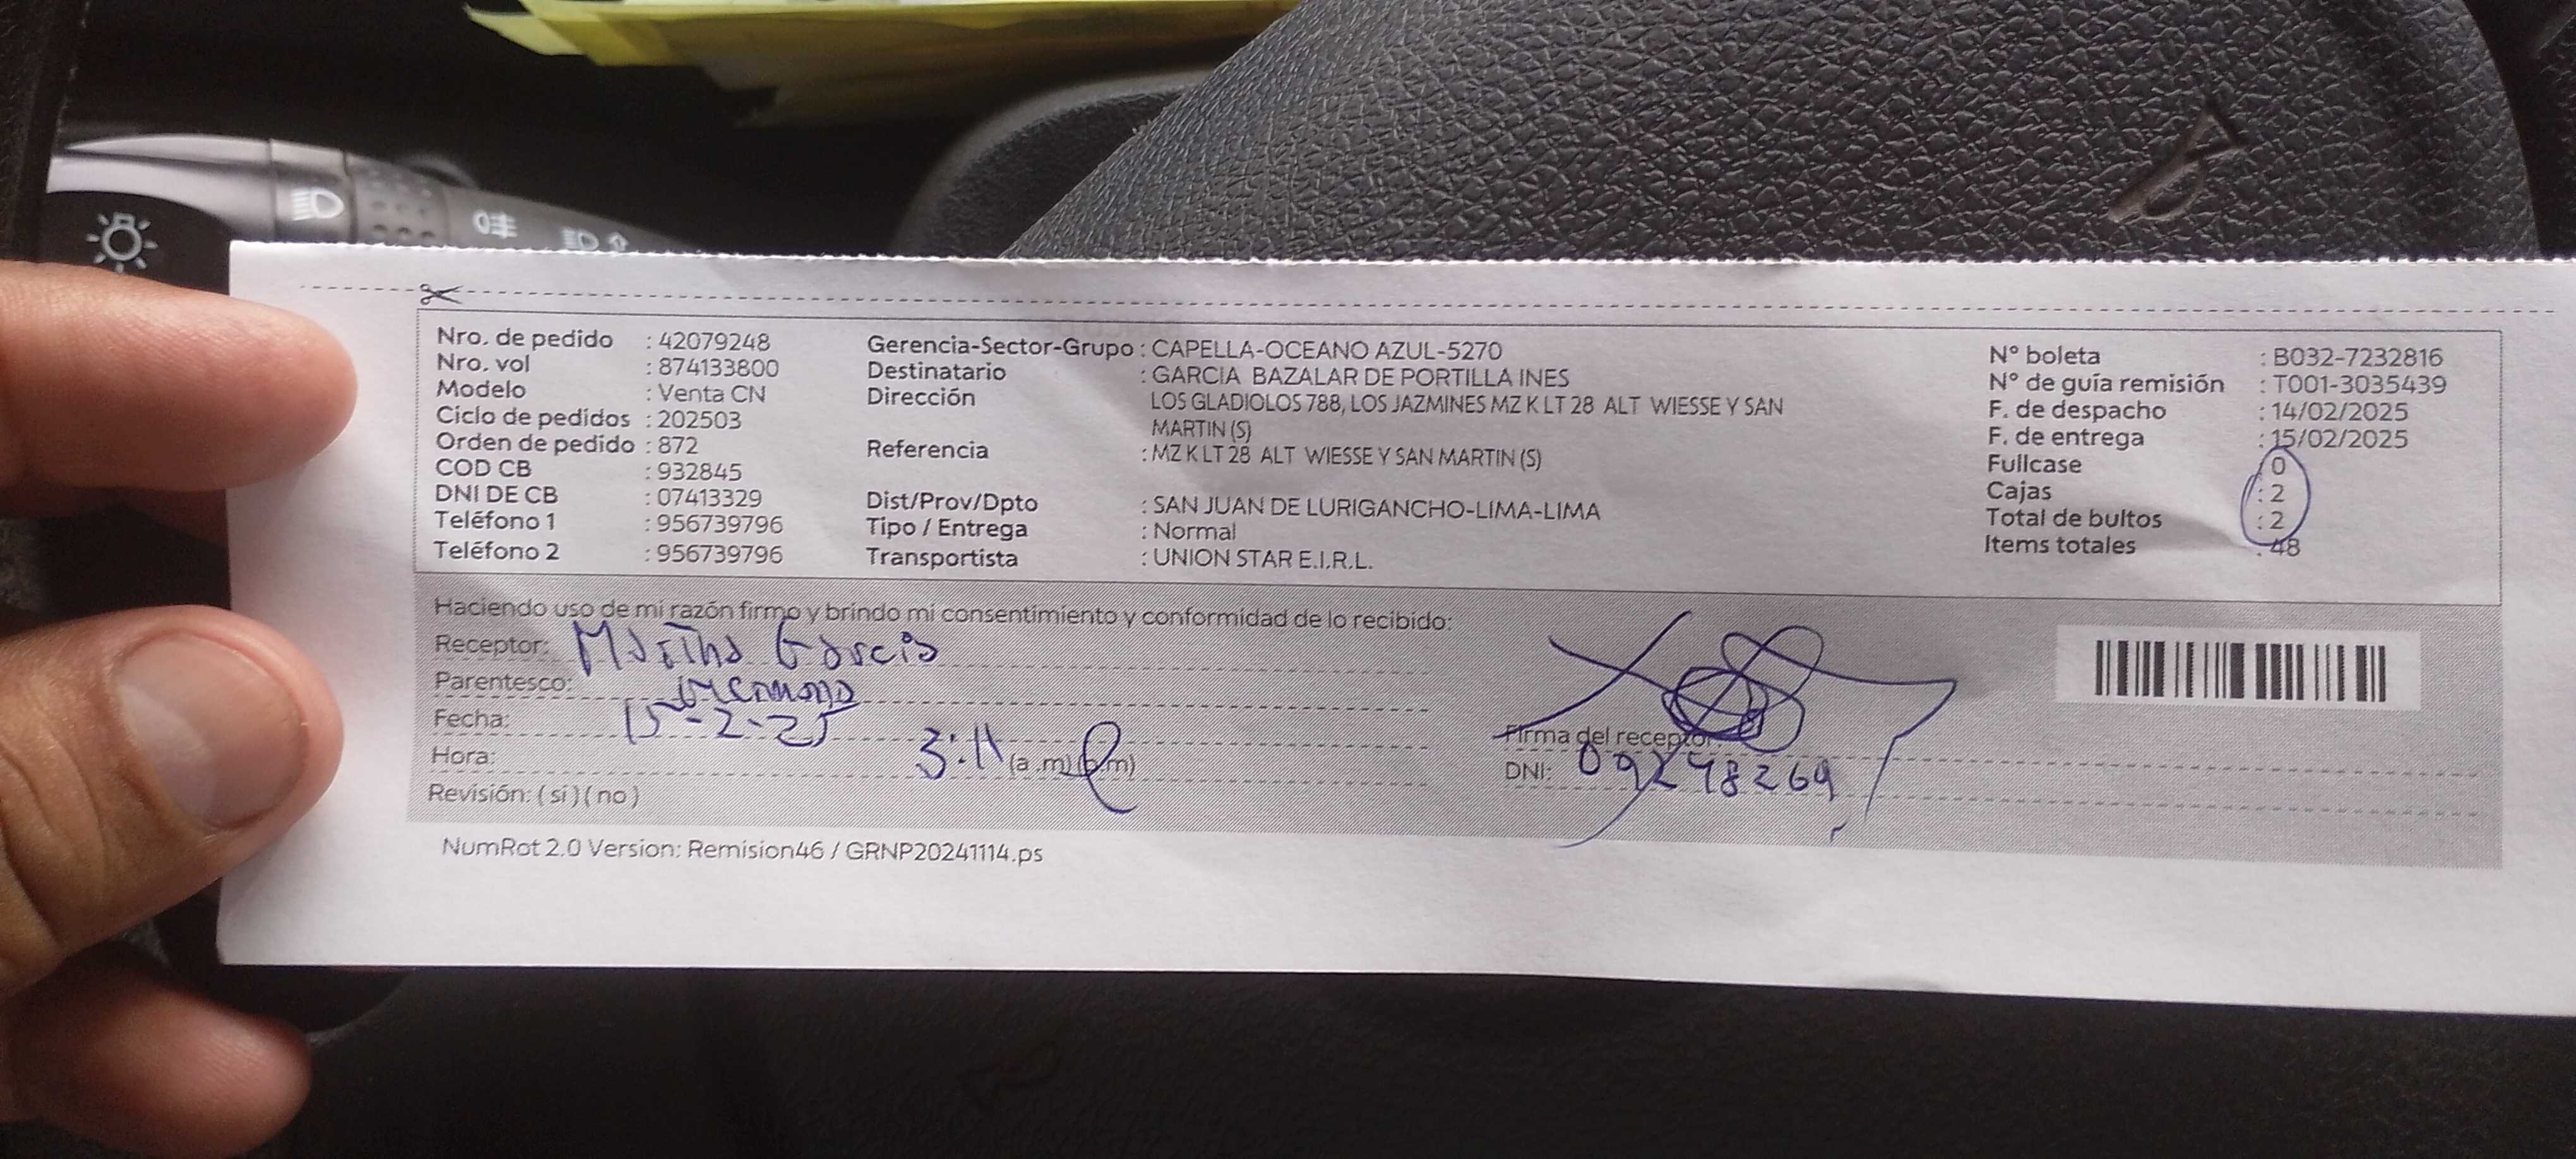 Nro. de pedido : 42079248
Nro. vol : 874133800
Modelo : Venta CN
Ciclo de pedidos : 202503
Orden de pedido : 872
COD CB : 932845
DNI DE CB : 07413329
Teléfono 1 : 956739796
Teléfono 2 : 956739796
Gerencia-Sector-Grupo : CAPELLA-OCEANO AZUL-5270
Destinatario : GARCIA BAZALAR DE PORTILLA INES
Dirección LOS GLADIOLOS 788, LOS JAZMINES MZ K LT 28 ALT WIESSE Y SAN
MARTIN (S)
Referencia : MZ K LT 28 ALT WIESSE Y SAN MARTIN (S)
Dist/Prov/Dpto : SAN JUAN DE LURIGANCHO-LIMA-LIMA
Tipo / Entrega : Normal
Transportista : UNION STAR E.I.R.L.
N° boleta : B032-7232816
N° de guía remisión : T001-3035439
F. de despacho : 14/02/2025
F. de entrega : 15/02/2025
Fullcase : 0
Cajas : 2
Total de bultos : 2
Items totales : 48
Haciendo uso de mi razón firmo y brindo mi consentimiento y conformidad de lo recibido:
Receptor: Martha Garcia
Parentesco: Hermana
Fecha: 15-2-25
Hora: 3:11 (a.m) (p.m)
Revisión: ( si ) ( no )
Firma del receptor:
DNI: 09248269
NumRot 2.0 Version: Remision46 / GRNP20241114.ps